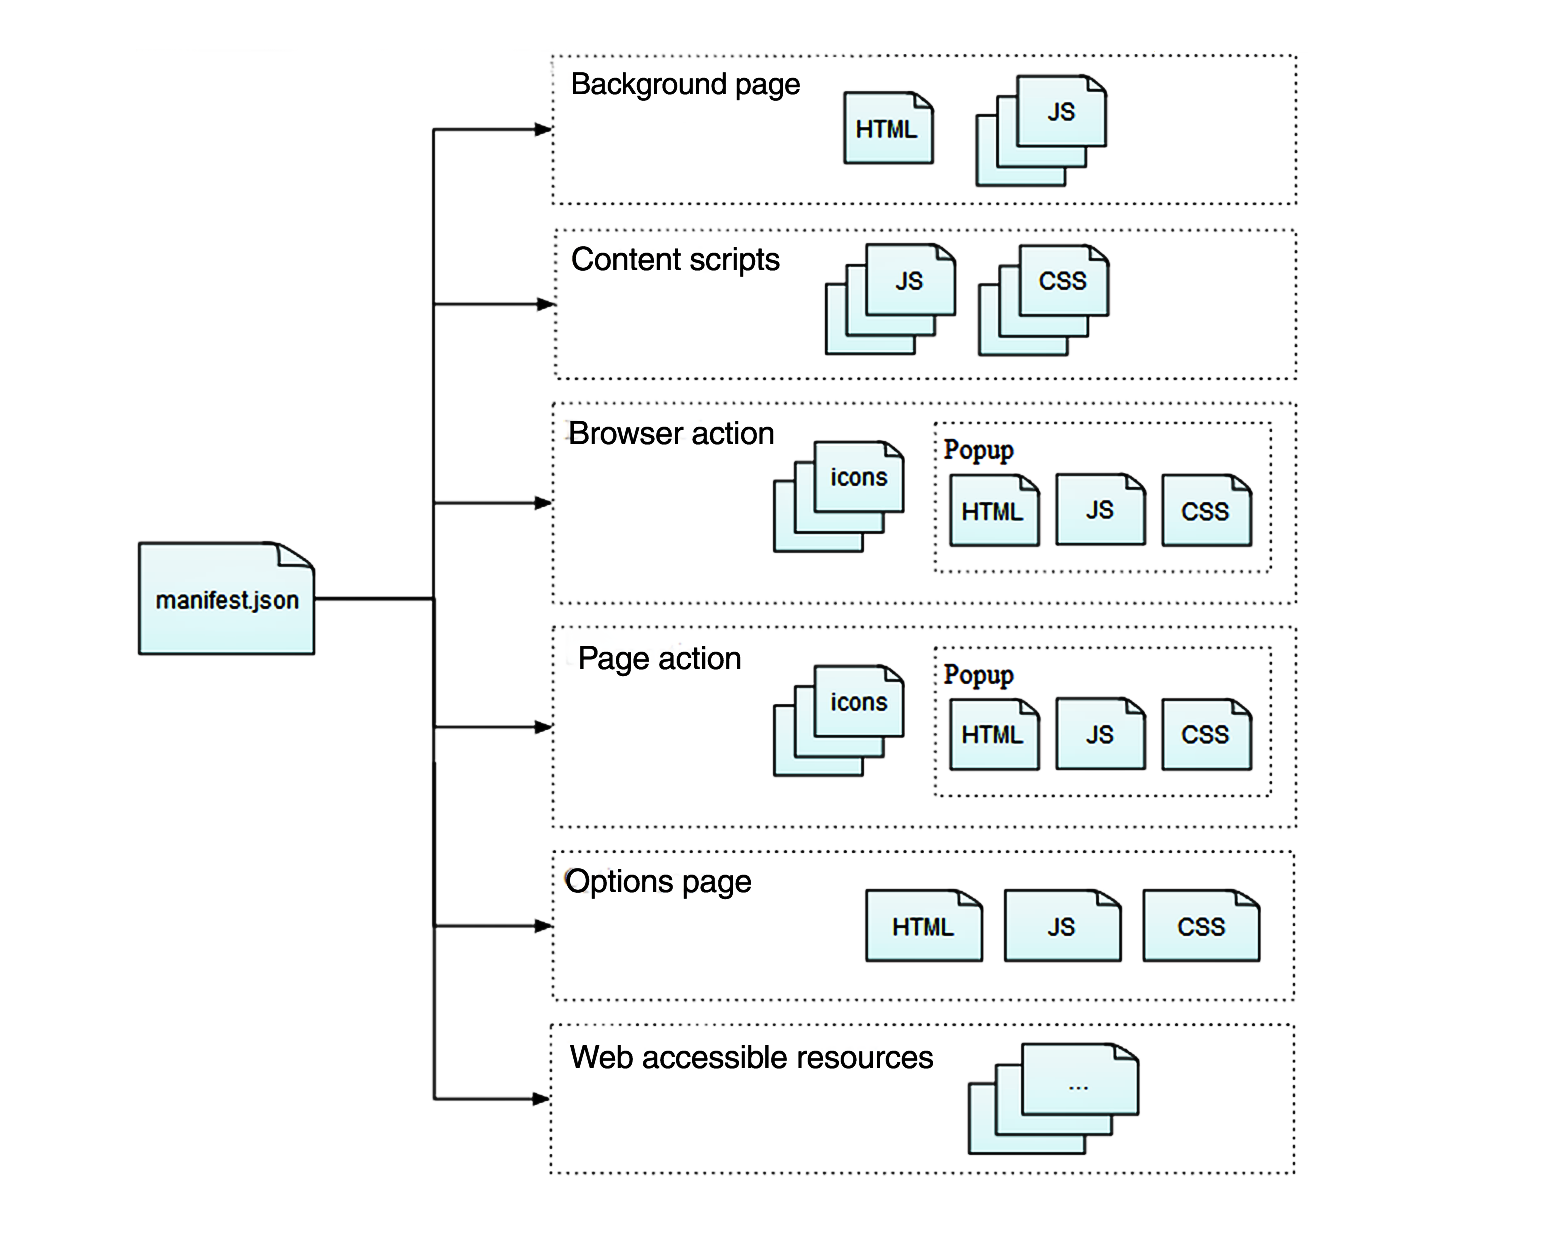 Background page
HTML
JS
Content scripts
JS
CSS
Browser action
icons
Popup
HTML
JS
CSS
manifest.json
Page action
icons
Popup
HTML
JS
CSS
Options page
HTML
JS
CSS
Web accessible resources
...